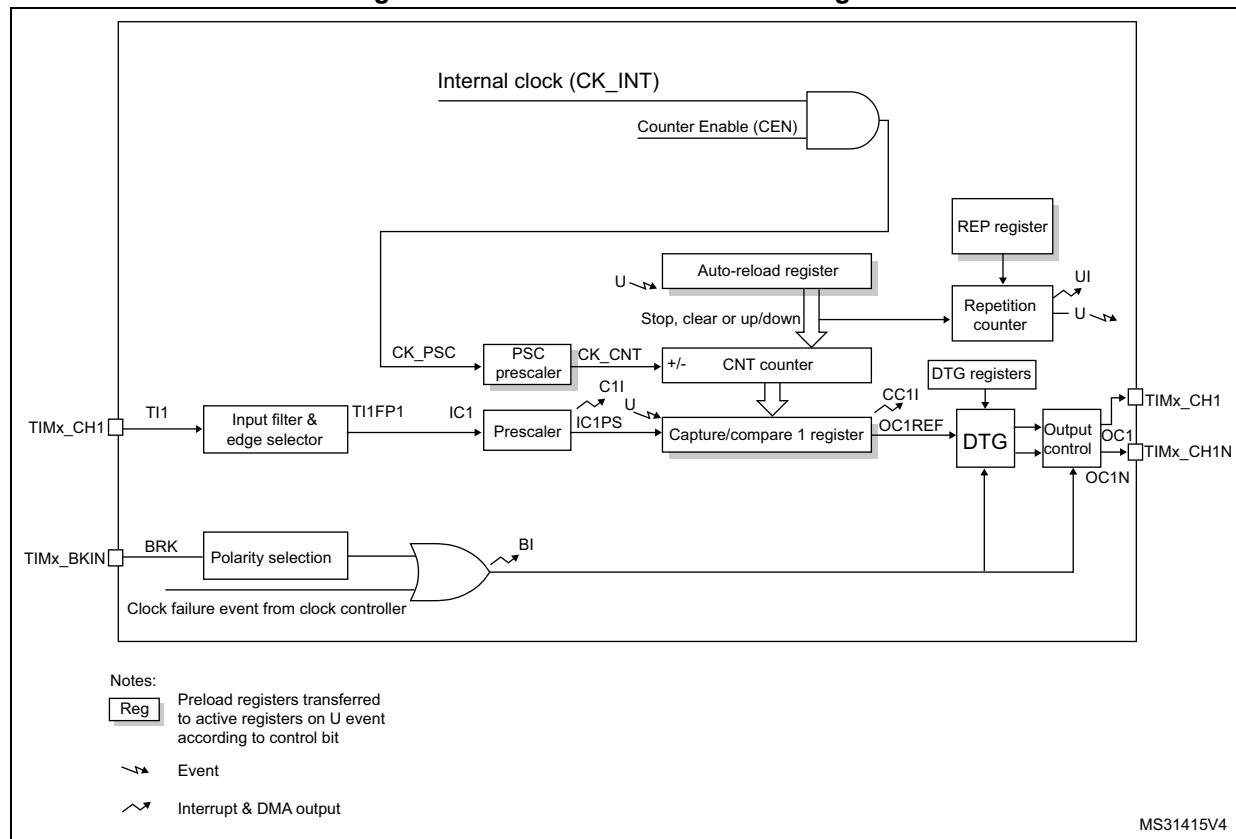 Internal clock (CK_INT)
Counter Enable (CEN)
REP register
Auto-reload register
U
UI
Repetition
counter
U
Stop, clear or up/down
CK_PSC
PSC
prescaler
CK_CNT
+/-
CNT counter
DTG registers
TIMx_CH1
TI1
Input filter &
edge selector
TI1FP1
IC1
Prescaler
C1I
IC1PS
U
Capture/compare 1 register
CC1I
OC1REF
DTG
Output
control
OC1
OC1N
TIMx_CH1
TIMx_CH1N
TIMx_BKIN
BRK
Polarity selection
BI
Clock failure event from clock controller
Notes:
Reg
Preload registers transferred
to active registers on U event
according to control bit
Event
Interrupt & DMA output
MS31415V4